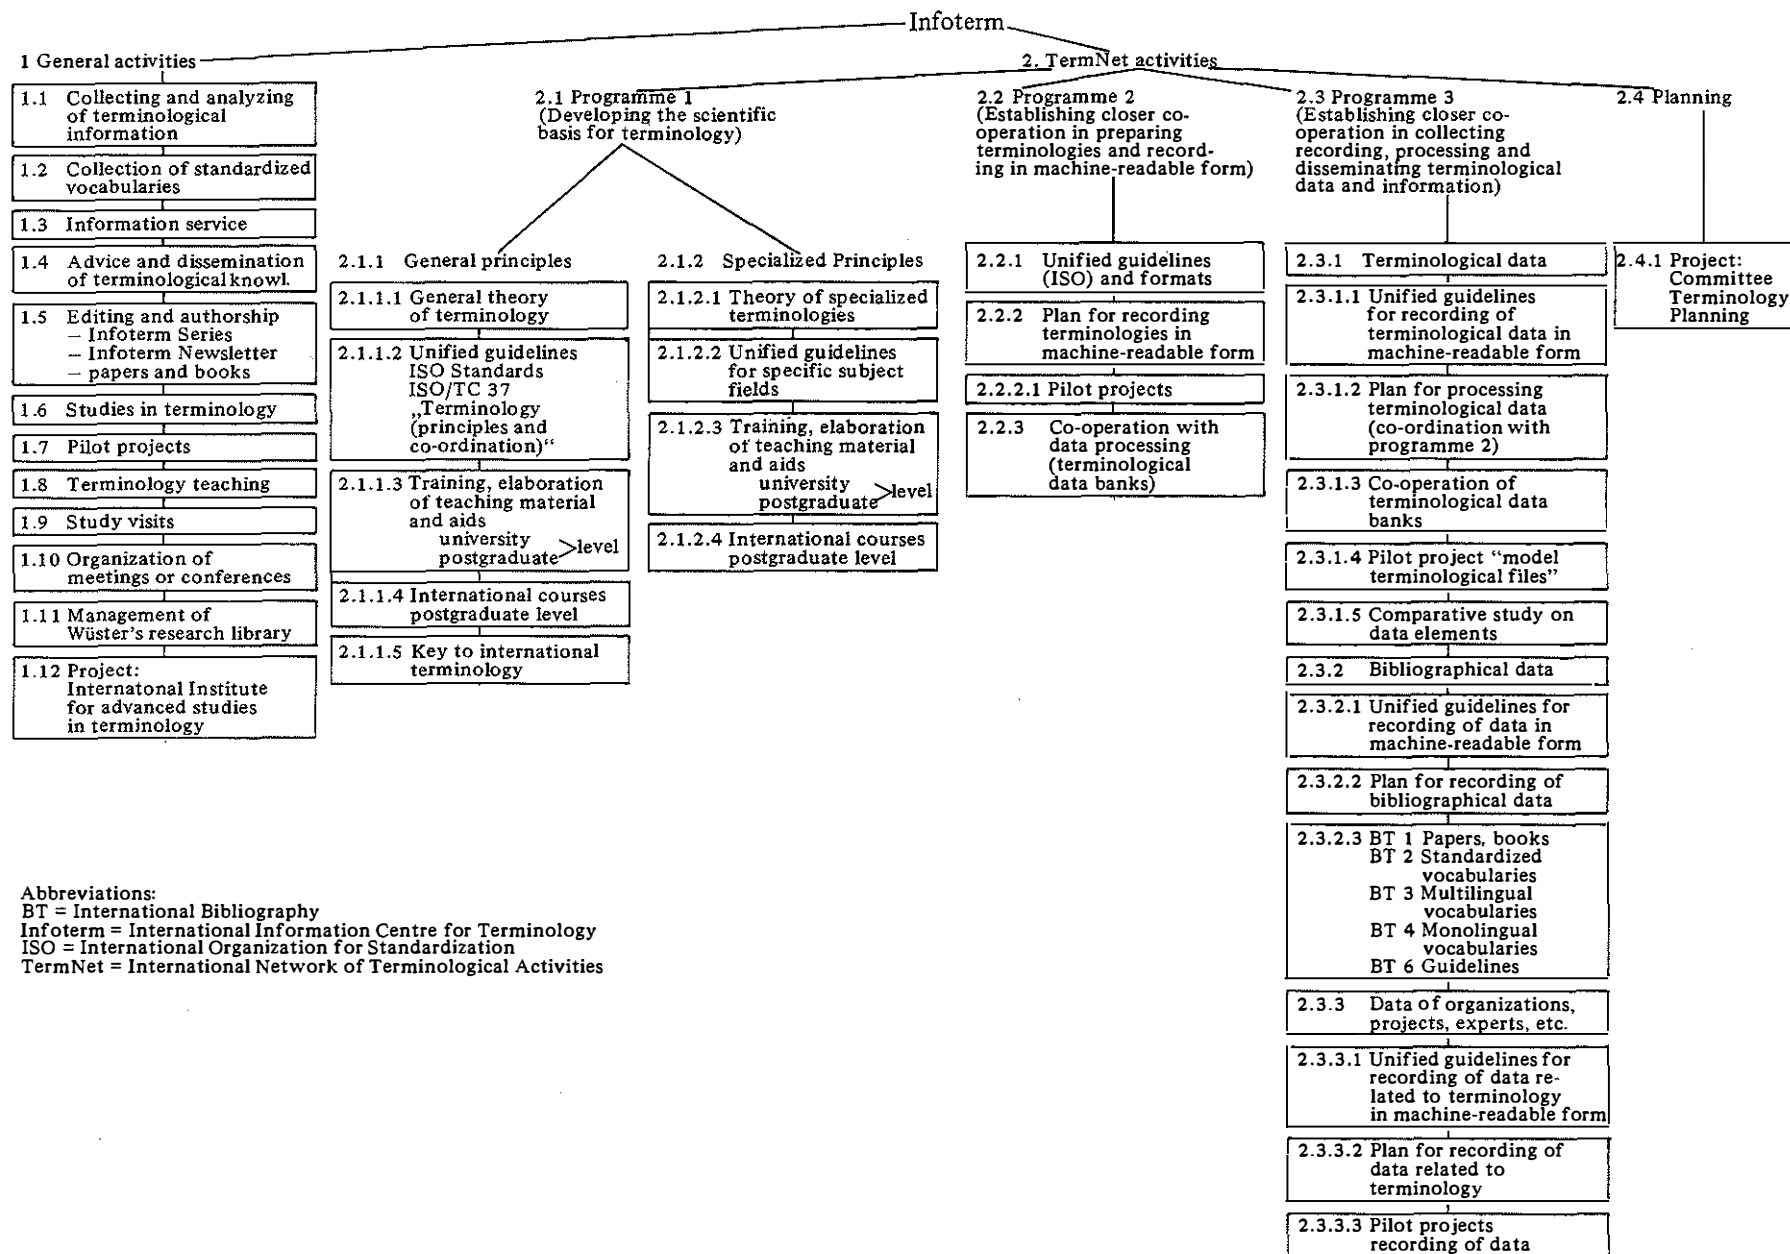 Infoterm
1 General activities
1.1 Collecting and analyzing
of terminological
information
1.2 Collection of standardized
vocabularies
1.3 Information service
1.4 Advice and dissemination
of terminological knowl.
1.5 Editing and authorship
– Infoterm Series
– Infoterm Newsletter
– papers and books
1.6 Studies in terminology
1.7 Pilot projects
1.8 Terminology teaching
1.9 Study visits
1.10 Organization of
meetings or conferences
1.11 Management of
Wüster's research library
1.12 Project:
Internatonal Institute
for advanced studies
in terminology
2. TermNet activities
2.1 Programme 1
(Developing the scientific
basis for terminology)
2.1.1 General principles
2.1.1.1 General theory
of terminology
2.1.1.2 Unified guidelines
ISO Standards
ISO/TC 37
„Terminology
(principles and
co-ordination)“
2.1.1.3 Training, elaboration
of teaching material
and aids
university
postgraduate >level
2.1.1.4 International courses
postgraduate level
2.1.1.5 Key to international
terminology
2.1.2 Specialized Principles
2.1.2.1 Theory of specialized
terminologies
2.1.2.2 Unified guidelines
for specific subject
fields
2.1.2.3 Training, elaboration
of teaching material
and aids
university
postgraduate >level
2.1.2.4 International courses
postgraduate level
2.2 Programme 2
(Establishing closer co-
operation in preparing
terminologies and record-
ing in machine-readable form)
2.2.1 Unified guidelines
(ISO) and formats
2.2.2 Plan for recording
terminologies in
machine-readable form
2.2.2.1 Pilot projects
2.2.3 Co-operation with
data processing
(terminological
data banks)
2.3 Programme 3
(Establishing closer co-
operation in collecting
recording, processing and
disseminating terminological
data and information)
2.3.1 Terminological data
2.3.1.1 Unified guidelines
for recording of
terminological data in
machine-readable form
2.3.1.2 Plan for processing
terminological data
(co-ordination with
programme 2)
2.3.1.3 Co-operation of
terminological data
banks
2.3.1.4 Pilot project “model
terminological files”
2.3.1.5 Comparative study on
data elements
2.3.2 Bibliographical data
2.3.2.1 Unified guidelines for
recording of data in
machine-readable form
2.3.2.2 Plan for recording of
bibliographical data
2.3.2.3 BT 1 Papers, books
BT 2 Standardized
vocabularies
BT 3 Multilingual
vocabularies
BT 4 Monolingual
vocabularies
BT 6 Guidelines
2.3.3 Data of organizations,
projects, experts, etc.
2.3.3.1 Unified guidelines for
recording of data re-
lated to terminology
in machine-readable form
2.3.3.2 Plan for recording of
data related to
terminology
2.3.3.3 Pilot projects
recording of data
2.4 Planning
2.4.1 Project:
Committee
Terminology
Planning
Abbreviations:
BT = International Bibliography
Infoterm = International Information Centre for Terminology
ISO = International Organization for Standardization
TermNet = International Network of Terminological Activities